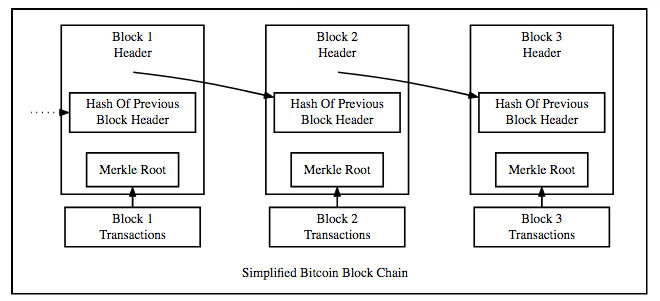 Block 1
Header
Hash Of Previous
Block Header
Merkle Root
Block 1
Transactions
Block 2
Header
Hash Of Previous
Block Header
Merkle Root
Block 2
Transactions
Block 3
Header
Hash Of Previous
Block Header
Merkle Root
Block 3
Transactions
Simplified Bitcoin Block Chain